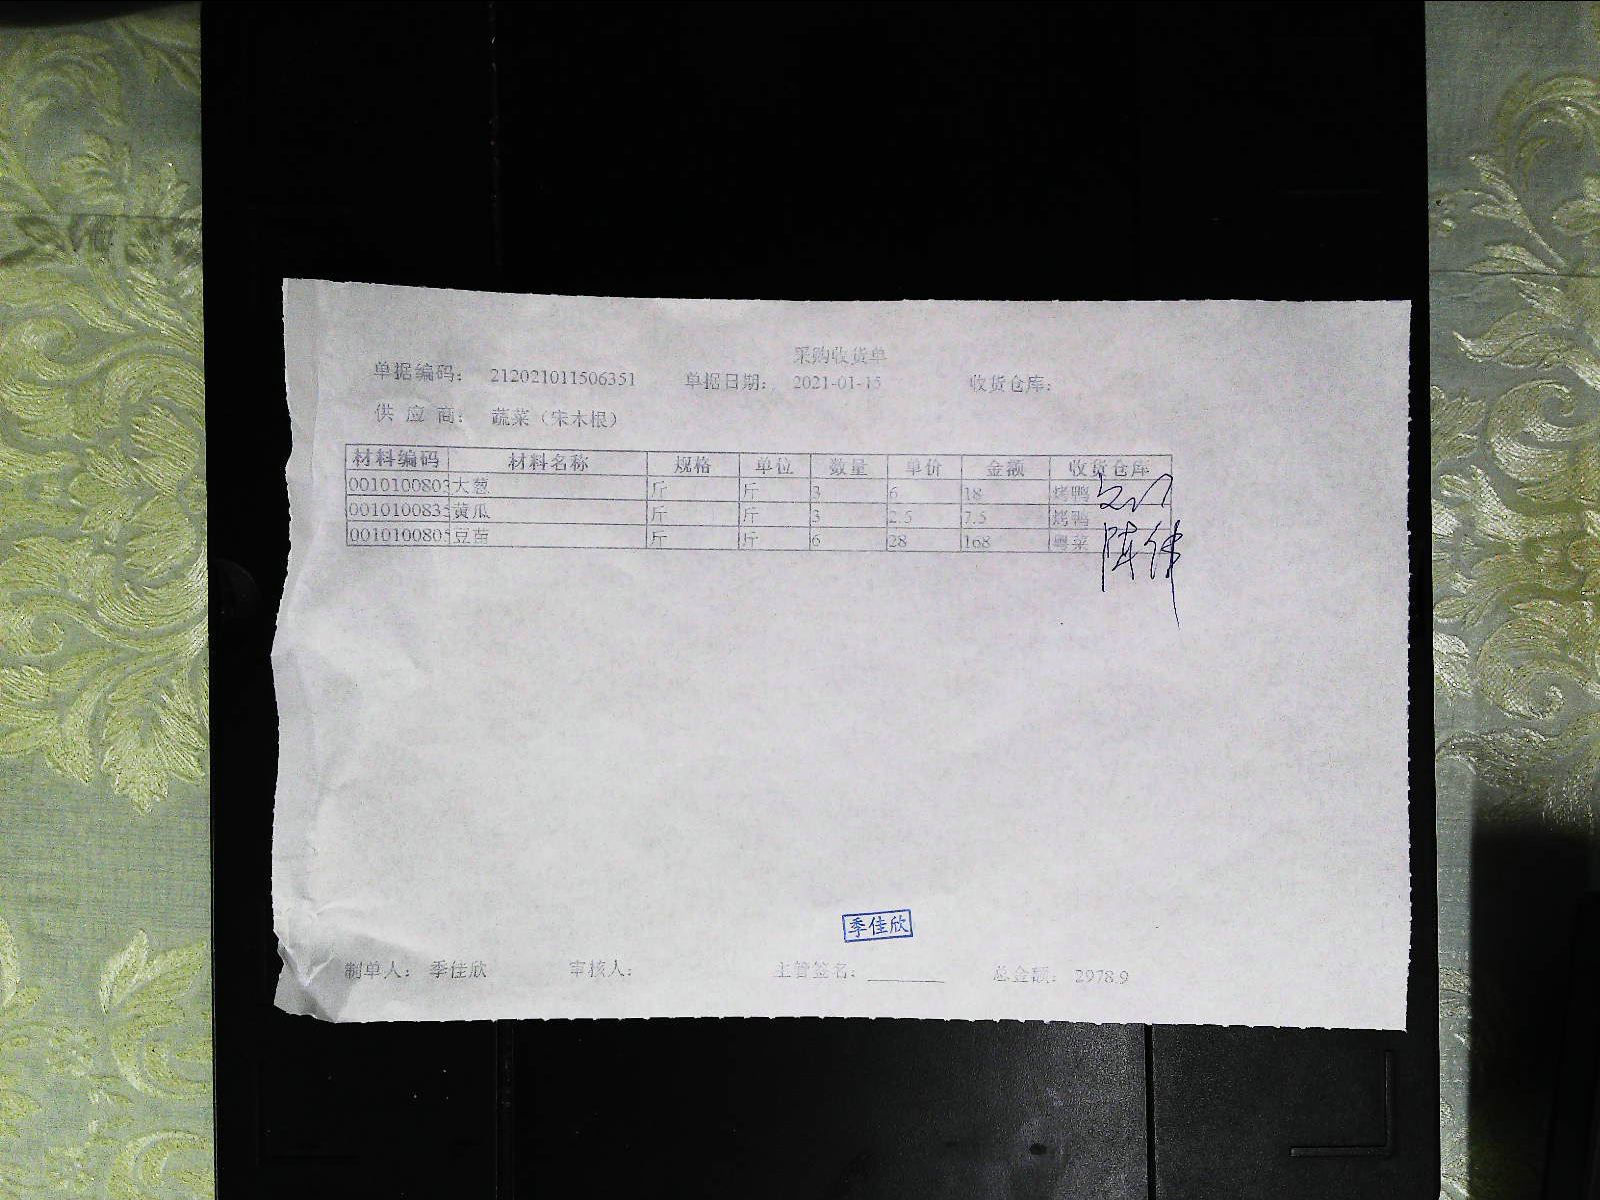 采购收货单
单据编码： 212021011506351 单据日期： 2021-01-15 收货仓库：
供 应 商： 蔬菜（宋木根）
材料编码 材料名称 规格 单位 数量 单价 金额 收货仓库
0010100803 大葱 斤 斤 3 6 18 烤鸭
0010100835 黄瓜 斤 斤 3 2.5 7.5 烤鸭
0010100805 豆苗 斤 斤 6 28 168 粤菜
陈伟
季佳欣
制单人： 季佳欣 审核人： 主管签名： ________ 总金额： 2978.9